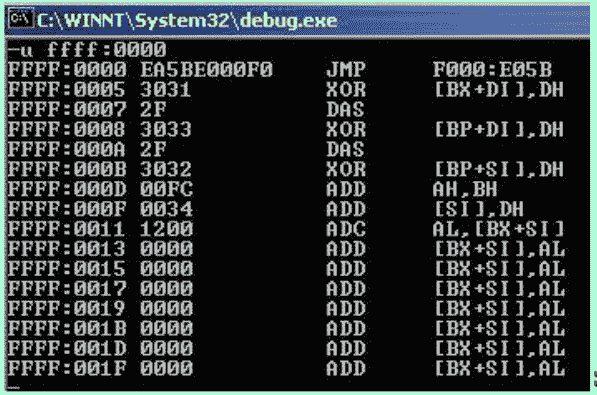 C:\WINNT\System32\debug.exe
-u ffff:0000
FFFF:0000 EA5BE000F0 JMP F000:E05B
FFFF:0005 3031 XOR [BX+DI],DH
FFFF:0007 2F DAS
FFFF:0008 3033 XOR [BP+DI],DH
FFFF:000A 2F DAS
FFFF:000B 3032 XOR [BP+SI],DH
FFFF:000D 00FC ADD AH,BH
FFFF:000F 0034 ADD [SI],DH
FFFF:0011 1200 ADC AL,[BX+SI]
FFFF:0013 0000 ADD [BX+SI],AL
FFFF:0015 0000 ADD [BX+SI],AL
FFFF:0017 0000 ADD [BX+SI],AL
FFFF:0019 0000 ADD [BX+SI],AL
FFFF:001B 0000 ADD [BX+SI],AL
FFFF:001D 0000 ADD [BX+SI],AL
FFFF:001F 0000 ADD [BX+SI],AL